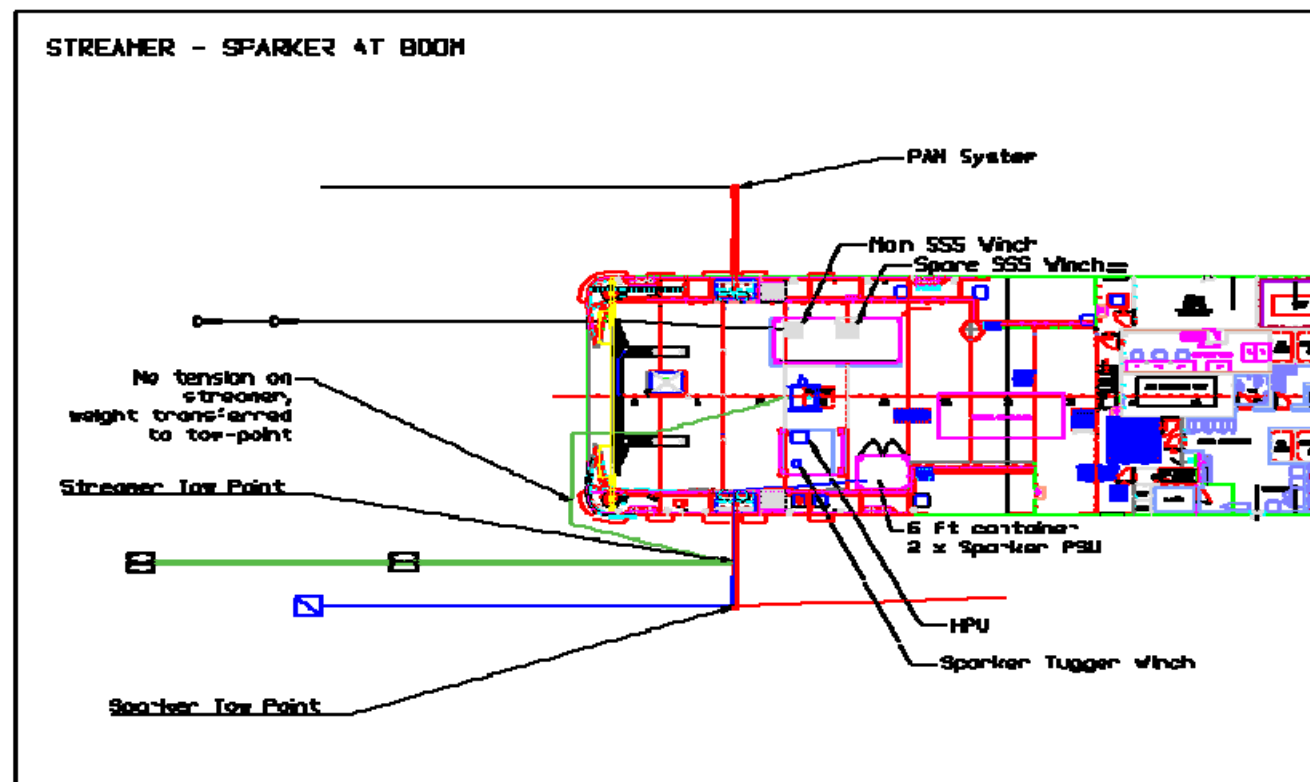 STREAMER - SPARKER AT BOOM
PAM System
Main SSS Winch
Spare SSS Winch
No tension on
streamer,
weight transferred
to tow-point
Streamer Tow Point
6 ft container
2 x Sparker PSU
HPU
Sparker Tugger Winch
Sparker Tow Point